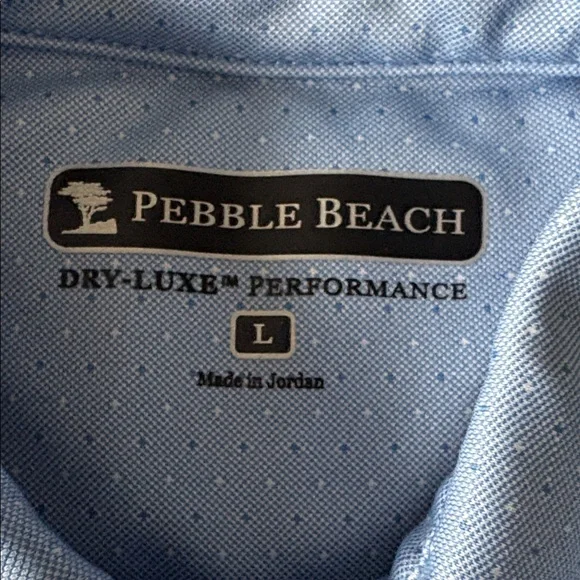 PEBBLE BEACH
DRY-LUXE™ PERFORMANCE
L
Made in Jordan